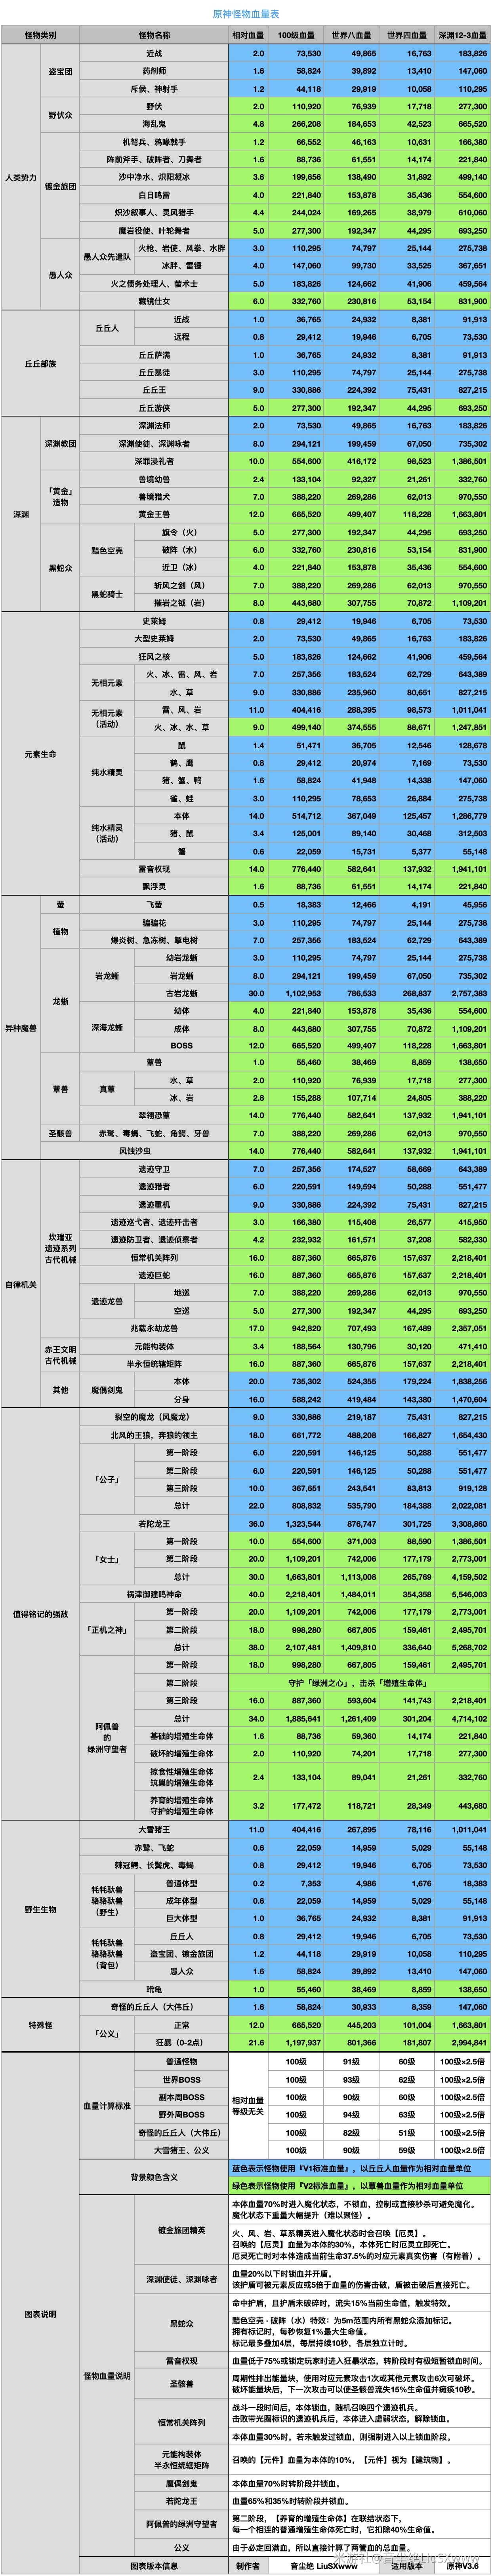 原神怪物血量表
怪物类别 怪物名称 相对血量 100级血量 世界八血量 世界四血量 深渊12-3血量
人类势力 盗宝团 近战 2.0 73,530 49,865 16,763 183,826
药剂师 1.6 58,824 39,892 13,410 147,060
斥侯、神射手 1.2 44,118 29,919 10,058 110,295
野伏众 野伏 2.0 110,920 76,939 17,718 277,300
海乱鬼 4.8 266,208 184,653 42,523 665,520
镀金旅团 机弩兵、鸦喙戟手 1.2 66,552 46,163 10,631 166,380
阵前斧手、破阵者、刀舞者 1.6 88,736 61,551 14,174 221,840
沙中净水、炽阳凝冰 3.6 199,656 138,490 31,892 499,140
白日鸣雷 4.0 221,840 153,878 35,436 554,600
炽沙叙事人、灵风猎手 4.4 244,024 169,265 38,979 610,060
魔岩役使、叶轮舞者 5.0 277,300 192,347 44,295 693,250
愚人众 愚人众先遣队 火枪、岩使、风拳、水胖 3.0 110,295 74,797 25,144 275,738
冰胖、雷锤 4.0 147,060 99,730 33,525 367,651
火之债务处理人、萤术士 5.0 183,826 124,662 41,906 459,564
藏镜仕女 6.0 332,760 230,816 53,154 831,900
丘丘部族 丘丘人 近战 1.0 36,765 24,932 8,381 91,913
远程 0.8 29,412 19,946 6,705 73,530
丘丘萨满 1.0 36,765 24,932 8,381 91,913
丘丘暴徒 3.0 110,295 74,797 25,144 275,738
丘丘王 9.0 330,886 224,392 75,431 827,215
丘丘游侠 5.0 277,300 192,347 44,295 693,250
深渊 深渊教团 深渊法师 2.0 73,530 49,865 16,763 183,826
深渊使徒、深渊咏者 8.0 294,121 199,459 67,050 735,302
深罪浸礼者 10.0 554,600 416,172 98,523 1,386,501
「黄金」造物 兽境幼兽 2.4 133,104 92,327 21,261 332,760
兽境猎犬 7.0 388,220 269,286 62,013 970,550
黄金王兽 12.0 665,520 499,407 118,228 1,663,801
黑蛇众 黯色空壳 旗令（火） 5.0 277,300 192,347 44,295 693,250
破阵（水） 6.0 332,760 230,816 53,154 831,900
近卫（冰） 4.0 221,840 153,878 35,436 554,600
黑蛇骑士 斩风之剑（风） 7.0 388,220 269,286 62,013 970,550
摧岩之钺（岩） 8.0 443,680 307,755 70,872 1,109,201
元素生命 史莱姆 0.8 29,412 19,946 6,705 73,530
大型史莱姆 2.0 73,530 49,865 16,763 183,826
狂风之核 5.0 183,826 124,662 41,906 459,564
无相元素 火、冰、雷、风、岩 7.0 257,356 183,524 62,729 643,389
水、草 9.0 330,886 235,960 80,651 827,215
无相元素（活动） 雷、风、岩 11.0 404,416 288,395 98,573 1,011,041
火、冰、水、草 9.0 499,140 374,555 88,671 1,247,851
纯水精灵 鼠 1.4 51,471 36,705 12,546 128,678
鹤、鹰 0.8 29,412 20,974 7,169 73,530
猪、蟹、鸭 1.6 58,824 41,948 14,338 147,060
雀、蛙 3.0 110,295 78,653 26,884 275,738
纯水精灵（活动） 本体 14.0 514,712 367,049 125,457 1,286,779
猪、鼠 3.4 125,001 89,140 30,468 312,503
蟹 0.6 22,059 15,731 5,377 55,148
雷音权现 14.0 776,440 582,641 137,932 1,941,101
飘浮灵 1.6 88,736 61,551 14,174 221,840
异种魔兽 萤 飞萤 0.5 18,383 12,466 4,191 45,956
植物 骗骗花 3.0 110,295 74,797 25,144 275,738
爆炎树、急冻树、掣电树 7.0 257,356 183,524 62,729 643,389
龙蜥 岩龙蜥 幼岩龙蜥 3.0 110,295 74,797 25,144 275,738
岩龙蜥 8.0 294,121 199,459 67,050 735,302
古岩龙蜥 30.0 1,102,953 786,533 268,837 2,757,383
深海龙蜥 幼体 4.0 221,840 153,878 35,436 554,600
成体 8.0 443,680 307,755 70,872 1,109,201
BOSS 12.0 665,520 499,407 118,228 1,663,801
蕈兽 蕈兽 1.0 55,460 38,469 8,859 138,650
真蕈 水、草 2.0 110,920 76,939 17,718 277,300
冰、岩 2.8 155,288 107,714 24,805 388,220
翠翎恐蕈 14.0 776,440 582,641 137,932 1,941,101
圣骸兽 赤鹫、毒蝎、飞蛇、角鳄、牙兽 7.0 388,220 269,286 62,013 970,550
风蚀沙虫 14.0 776,440 582,641 137,932 1,941,101
自律机关 坎瑞亚遗迹系列古代机械 遗迹守卫 7.0 257,356 174,527 58,669 643,389
遗迹猎者 6.0 220,591 149,594 50,288 551,477
遗迹重机 9.0 330,886 224,392 75,431 827,215
遗迹巡弋者、遗迹歼击者 3.0 166,380 115,408 26,577 415,950
遗迹防卫者、遗迹侦察者 4.2 232,932 161,571 37,208 582,330
恒常机关阵列 16.0 887,360 665,876 157,637 2,218,401
遗迹巨蛇 16.0 887,360 665,876 157,637 2,218,401
遗迹龙兽 地巡 7.0 388,220 269,286 62,013 970,550
空巡 5.0 277,300 192,347 44,295 693,250
兆载永劫龙兽 17.0 942,820 707,493 167,489 2,357,051
赤王文明古代机械 元能构装体 3.4 188,564 130,796 30,120 471,410
半永恒统辖矩阵 16.0 887,360 665,876 157,637 2,218,401
其他 魔偶剑鬼 本体 20.0 735,302 524,355 179,224 1,838,256
分身 16.0 588,242 419,484 143,380 1,470,604
值得铭记的强敌 裂空的魔龙（风魔龙） 9.0 330,886 219,187 75,431 827,215
北风的王狼，奔狼的领主 18.0 661,772 488,208 166,827 1,654,430
「公子」 第一阶段 6.0 220,591 146,125 50,288 551,477
第二阶段 6.0 220,591 146,125 50,288 551,477
第三阶段 10.0 367,651 243,541 83,813 919,128
总计 22.0 808,832 535,790 184,388 2,022,081
若陀龙王 36.0 1,323,544 876,747 301,725 3,308,860
「女士」 第一阶段 10.0 554,600 371,003 88,590 1,386,501
第二阶段 20.0 1,109,201 742,006 177,179 2,773,001
总计 30.0 1,663,801 1,113,008 265,769 4,159,502
祸津御建鸣神命 40.0 2,218,401 1,484,011 354,358 5,546,003
「正机之神」 第一阶段 20.0 1,109,201 742,006 177,179 2,773,001
第二阶段 18.0 998,280 667,805 159,461 2,495,701
总计 38.0 2,107,481 1,409,810 336,640 5,268,702
阿佩普的绿洲守望者 第一阶段 18.0 998,280 667,805 159,461 2,495,701
第二阶段 守护「绿洲之心」，击杀「增殖生命体」
第三阶段 16.0 887,360 593,604 141,743 2,218,401
总计 34.0 1,885,641 1,261,409 301,204 4,714,102
基础的增殖生命体 1.6 88,736 59,360 14,174 221,840
破坏的增殖生命体 2.0 110,920 74,201 17,718 277,300
掠食性增殖生命体 筑巢的增殖生命体 2.4 133,104 89,041 21,261 332,760
养育的增殖生命体 守护的增殖生命体 3.2 177,472 118,721 28,349 443,680
野生生物 大雪猪王 11.0 404,416 267,895 78,116 1,011,041
赤鹫、飞蛇 0.6 22,059 14,959 5,029 55,148
棘冠鳄、长鬓虎、毒蝎 0.8 29,412 19,946 6,705 73,530
牦牦驮兽 骆骆驮兽（野生） 普通体型 0.2 7,353 4,986 1,676 18,383
成年体型 0.6 22,059 14,959 5,029 55,148
巨大体型 1.0 36,765 24,932 8,381 91,913
牦牦驮兽 骆骆驮兽（背包） 丘丘人 0.8 29,412 19,946 6,705 73,530
盗宝团、镀金旅团 1.2 44,118 29,919 10,058 110,295
愚人众 1.6 58,824 39,892 13,410 147,060
玳龟 1.0 55,460 38,469 8,859 138,650
特殊怪 奇怪的丘丘人（大伟丘） 1.6 58,824 30,933 8,359 147,060
「公义」 正常 12.0 665,520 445,203 101,004 1,663,801
狂暴（0-2点） 21.6 1,197,937 801,366 181,807 2,994,841
图表说明 血量计算标准 普通怪物 相对血量等级无关 100级 91级 60级 100级×2.5倍
世界BOSS 100级 93级 62级 100级×2.5倍
副本周BOSS 100级 90级 60级 100级×2.5倍
野外周BOSS 100级 94级 63级 100级×2.5倍
奇怪的丘丘人（大伟丘） 100级 82级 51级 100级×2.5倍
大雪猪王、公义 100级 90级 59级 100级×2.5倍
背景颜色含义 蓝色表示怪物使用『V1标准血量』，以丘丘人血量作为相对血量单位
绿色表示怪物使用『V2标准血量』，以蕈兽血量作为相对血量单位
怪物血量说明 镀金旅团精英 本体血量70%时进入魔化状态，不锁血，控制或直接秒杀可避免魔化。
魔化状态下重量大幅提升（难以聚怪）。
火、风、岩、草系精英进入魔化状态时会召唤【厄灵】。
召唤的【厄灵】血量为本体的30%，本体死亡时厄灵立即死亡。
厄灵死亡时对本体造成当前生命37.5%的对应元素真实伤害（有附着）。
深渊使徒、深渊咏者 血量20%以下时锁血并开盾。
该护盾可被元素反应或5倍于血量的伤害击破，盾被击破后直接死亡。
黑蛇众 命中护盾，且护盾未破碎时，流失15%当前生命值，触发特效。
黯色空壳 · 破阵（水）特效：为5m范围内所有黑蛇众添加标记。
拥有标记时，每秒恢复1%最大生命值。
标记最多叠加4层，每层持续10秒，各层独立计时。
雷音权现 血量低于75%或锁定玩家时进入狂暴状态，转阶段时有极短暂锁血时间。
圣骸兽 周期性排出能量块，使用对应元素攻击1次或其他元素攻击6次可破坏。
破坏能量块后，下一次攻击可以使圣骸兽流失15%生命值并瘫痪10秒。
恒常机关阵列 战斗一段时间后，本体锁血，随机召唤四个遗迹机兵。
击败带光圈标识的遗迹机兵后，本体进入虚弱状态，解除锁血。
本体血量30%时，若未触发过锁血，则强制进入以上锁血阶段。
元能构装体 半永恒统辖矩阵 召唤的【元件】血量为本体的10%，【元件】视为【建筑物】。
魔偶剑鬼 本体血量70%时转阶段并锁血。
若陀龙王 血量65%和35%时转阶段并锁血。
阿佩普的绿洲守望者 第二阶段，【养育的增殖生命体】在联结状态下，
每一个相连的普通增殖生命体死亡时，它扣除40%生命值。
公义 由于必定回满血，所以直接计算了两管血的总血量。
图表版本信息 制作者 音尘绝 LiuSXwww 适用版本 原神V3.6
米游社@音尘绝LiuSXwww